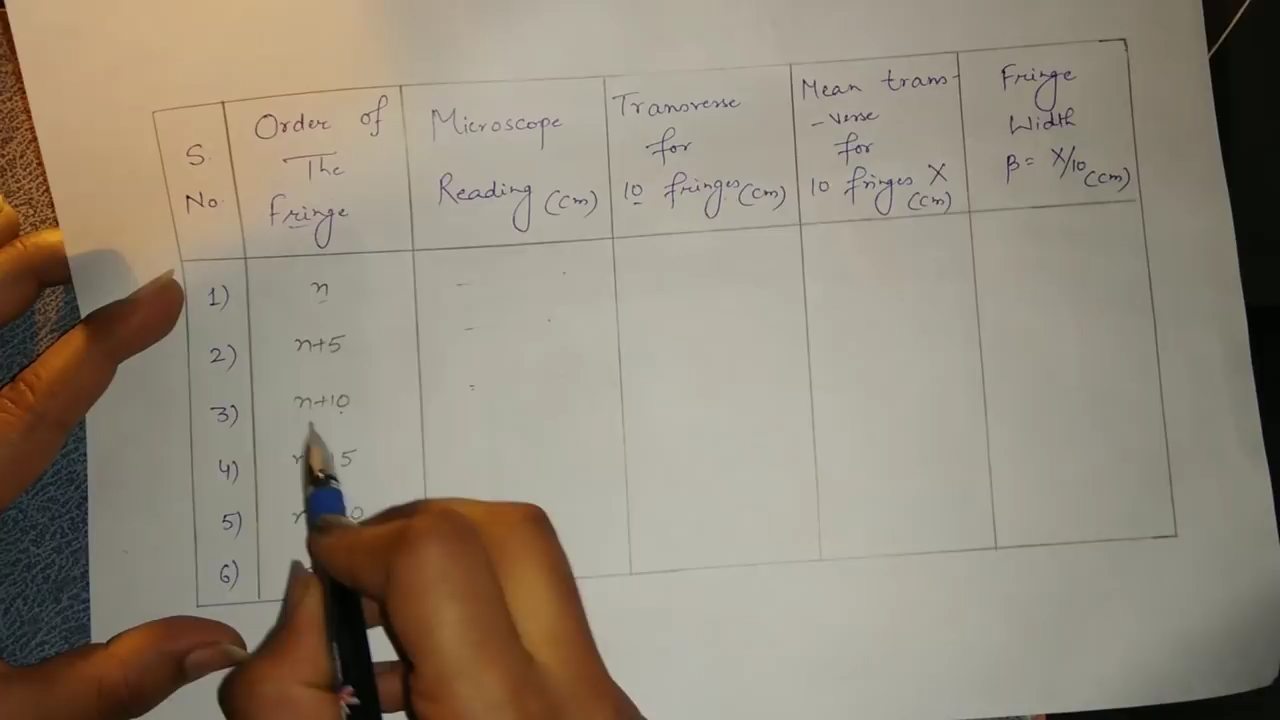 S.
No.
Order of
The
Fringe
Microscope
Reading (cm)
Transverse
for
10 fringes (cm)
Mean trans-
-verse
for
10 fringes X
(cm)
Fringe
Width
β = X/10 (cm)
1) n -
2) n+5 -
3) n+10
4) 5
5) 0
6)